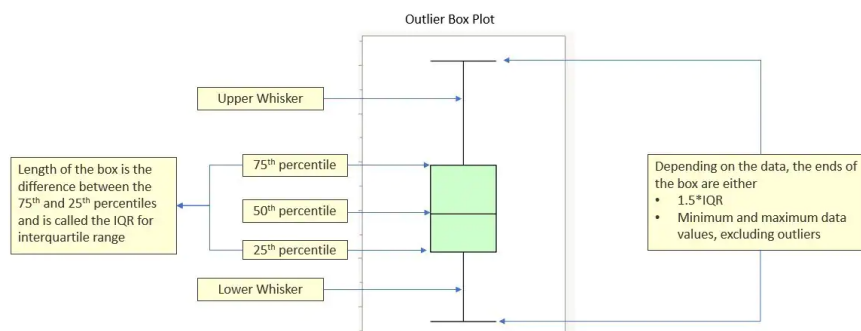 Outlier Box Plot
Upper Whisker
75th percentile
Length of the box is the
difference between the
75th and 25th percentiles
and is called the IQR for
interquartile range
50th percentile
25th percentile
Lower Whisker
Depending on the data, the ends of
the box are either
• 1.5*IQR
• Minimum and maximum data
values, excluding outliers